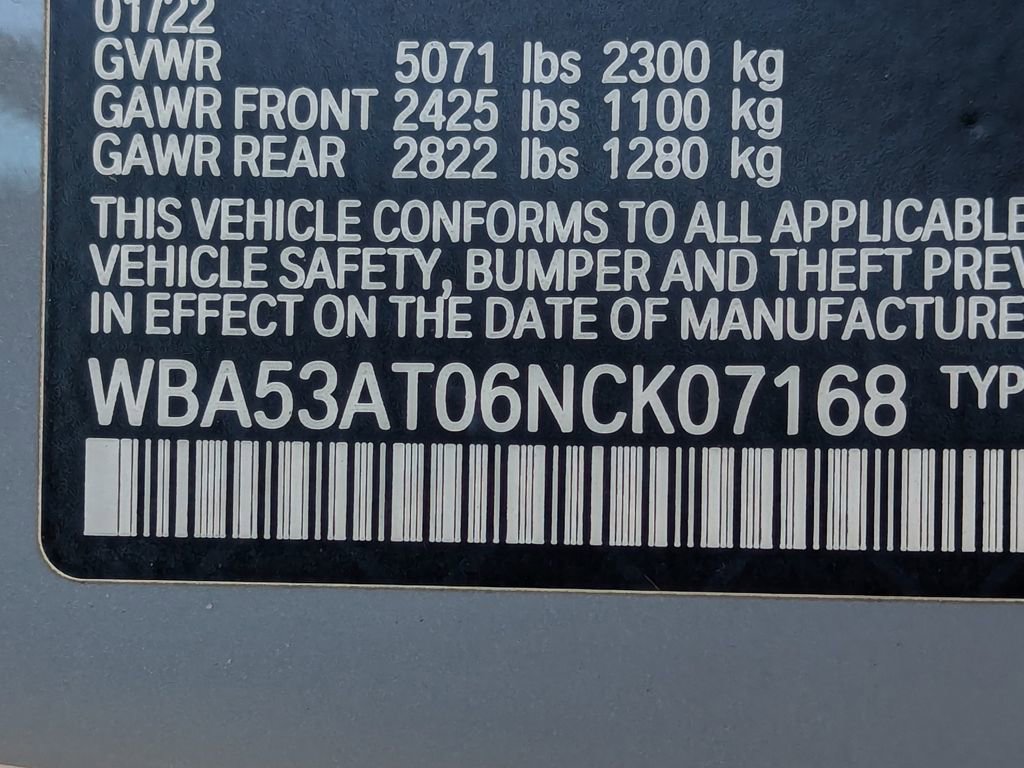 01/22
GVWR 5071 lbs 2300 kg
GAWR FRONT 2425 lbs 1100 kg
GAWR REAR 2822 lbs 1280 kg
THIS VEHICLE CONFORMS TO ALL APPLICABLE
VEHICLE SAFETY, BUMPER AND THEFT PREV
IN EFFECT ON THE DATE OF MANUFACTURE
WBA53AT06NCK07168 TYP